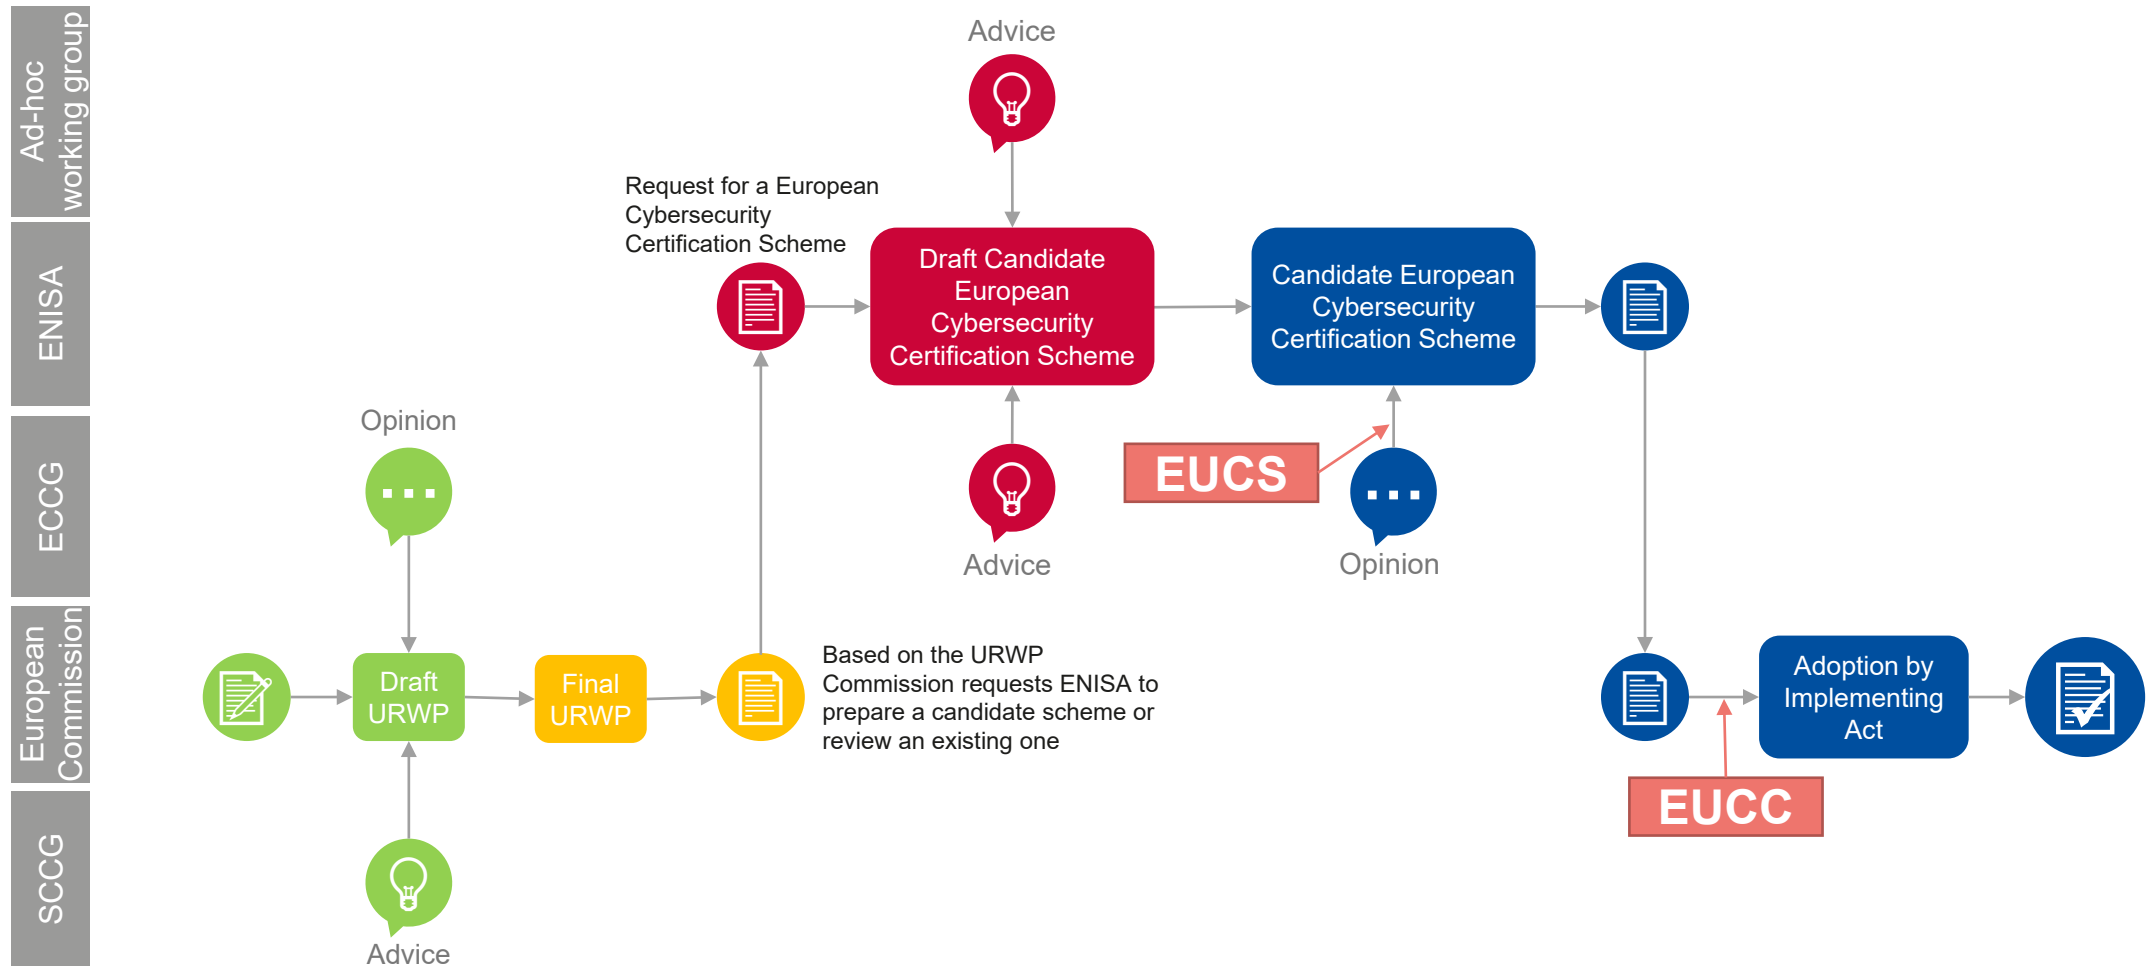 Ad-hoc
working group
ENISA
ECCG
European
Commission
SCCG
Advice
Request for a European
Cybersecurity
Certification Scheme
Draft Candidate
European
Cybersecurity
Certification Scheme
Candidate European
Cybersecurity
Certification Scheme
Opinion
EUCS
Advice
Opinion
Draft
URWP
Final
URWP
Based on the URWP
Commission requests ENISA to
prepare a candidate scheme or
review an existing one
Adoption by
Implementing
Act
EUCC
Advice